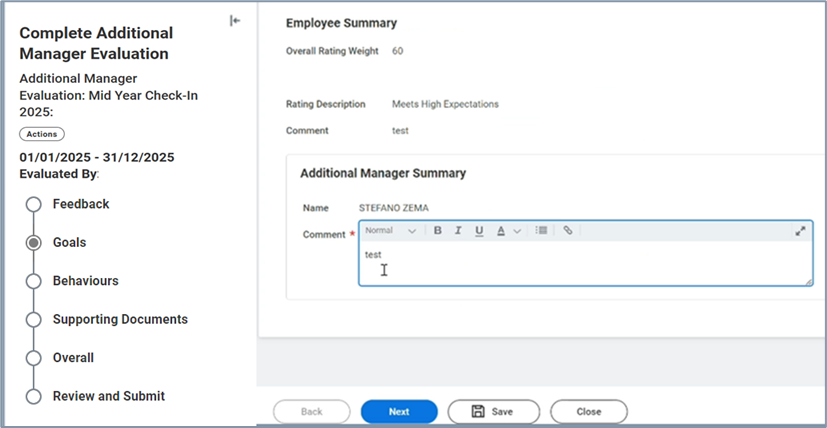 Complete Additional
Manager Evaluation
Additional Manager
Evaluation: Mid Year Check-In
2025:
Actions
01/01/2025 - 31/12/2025
Evaluated By:
Feedback
Goals
Behaviours
Supporting Documents
Overall
Review and Submit
Employee Summary
Overall Rating Weight 60
Rating Description Meets High Expectations
Comment test
Additional Manager Summary
Name STEFANO ZEMA
Comment *
Normal B I U A
test
Back Next Save Close